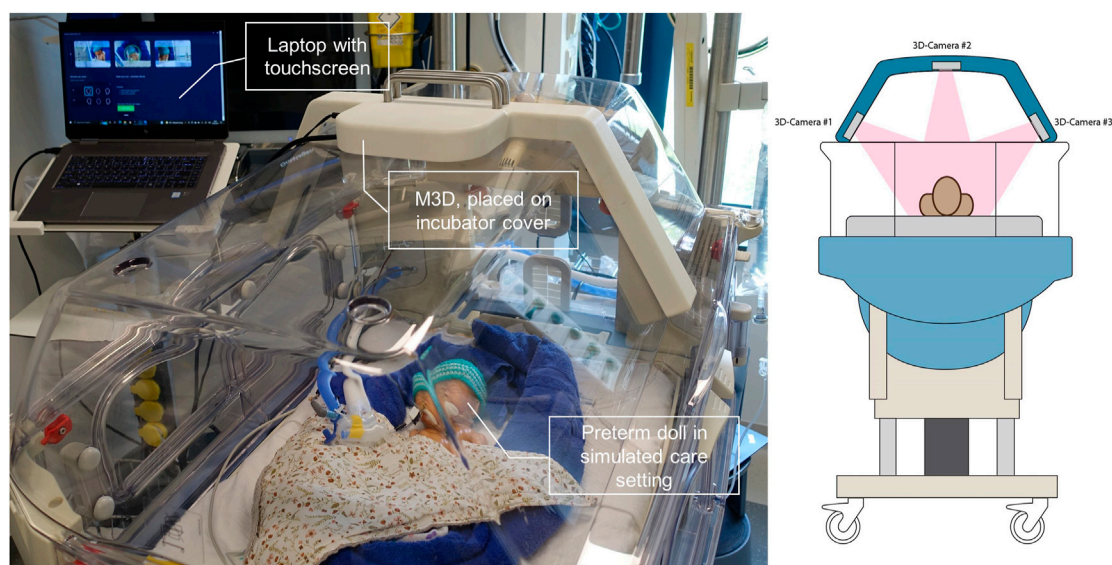 Laptop with
touchscreen
M3D, placed on
incubator cover
Preterm doll in
simulated care
setting
3D-Camera #2
3D-Camera #1
3D-Camera #3